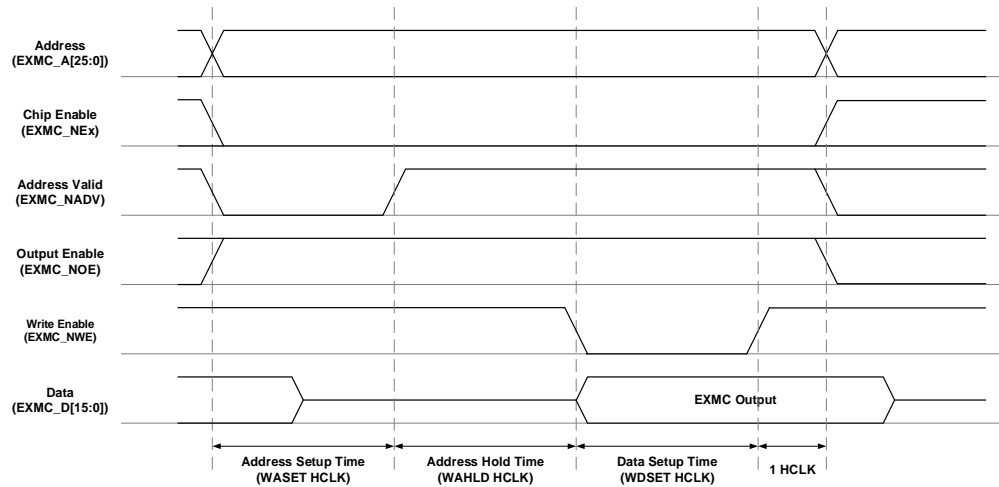 Address
(EXMC_A[25:0])
Chip Enable
(EXMC_NEx)
Address Valid
(EXMC_NADV)
Output Enable
(EXMC_NOE)
Write Enable
(EXMC_NWE)
Data
(EXMC_D[15:0])
EXMC Output
Address Setup Time
(WASET HCLK)
Address Hold Time
(WAHLD HCLK)
Data Setup Time
(WDSET HCLK)
1 HCLK